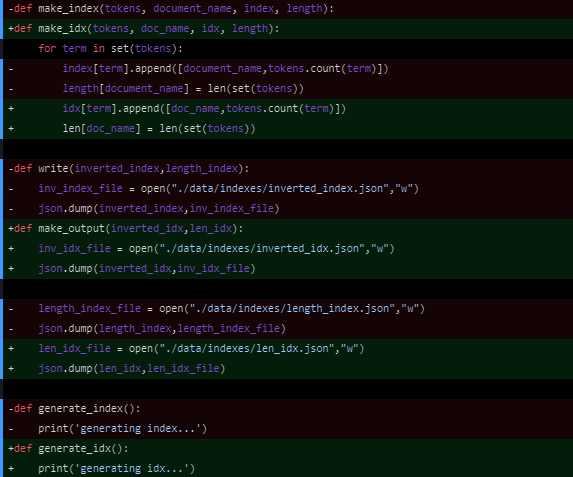 -def make_index(tokens, document_name, index, length):
+def make_idx(tokens, doc_name, idx, length):
    for term in set(tokens):
-        index[term].append([document_name,tokens.count(term)])
-        length[document_name] = len(set(tokens))
+        idx[term].append([doc_name,tokens.count(term)])
+        len[doc_name] = len(set(tokens))
-def write(inverted_index,length_index):
-    inv_index_file = open("./data/indexes/inverted_index.json","w")
-    json.dump(inverted_index,inv_index_file)
+def make_output(inverted_idx,len_idx):
+    inv_idx_file = open("./data/indexes/inverted_idx.json","w")
+    json.dump(inverted_idx,inv_idx_file)
-    length_index_file = open("./data/indexes/length_index.json","w")
-    json.dump(length_index,length_index_file)
+    len_idx_file = open("./data/indexes/len_idx.json","w")
+    json.dump(len_idx,len_idx_file)
-def generate_index():
-    print('generating index...')
+def generate_idx():
+    print('generating idx...')